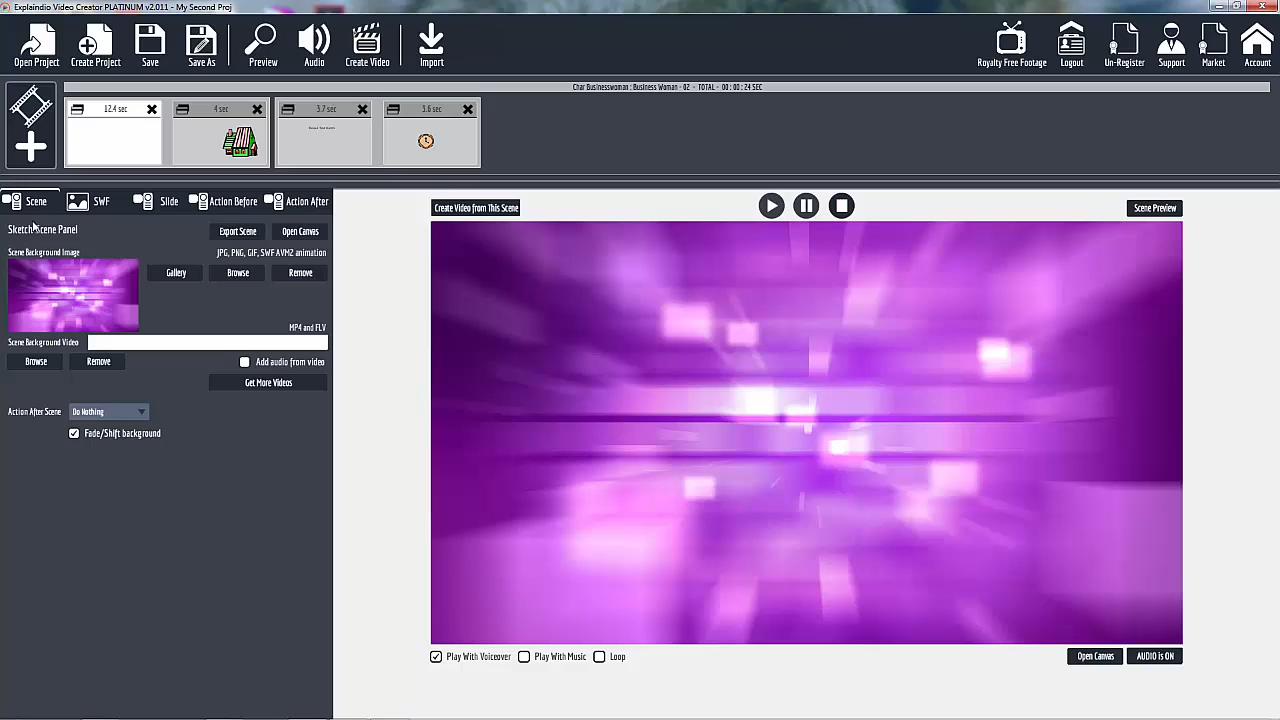 Explaindio Video Creator PLATINUM v2.011 - My Second Proj
Open Project
Create Project
Save
Save As
Preview
Audio
Create Video
Import
Royalty Free Footage
Logout
Un-Register
Support
Market
Account
Char Businesswoman : Business Woman - 02 - TOTAL - 00 : 00 : 24 SEC
12.4 sec
4 sec
3.7 sec
3.6 sec
Scene
SWF
Slide
Action Before
Action After
Sketch Scene Panel
Export Scene
Open Canvas
Scene Background Image
JPG, PNG, GIF, SWF AVM2 animation
Gallery
Browse
Remove
MP4 and FLV
Scene Background Video
Browse
Remove
Add audio from video
Get More Videos
Action After Scene
Do Nothing
Fade/Shift background
Create Video from This Scene
Scene Preview
Play With Voiceover
Play With Music
Loop
Open Canvas
AUDIO is ON